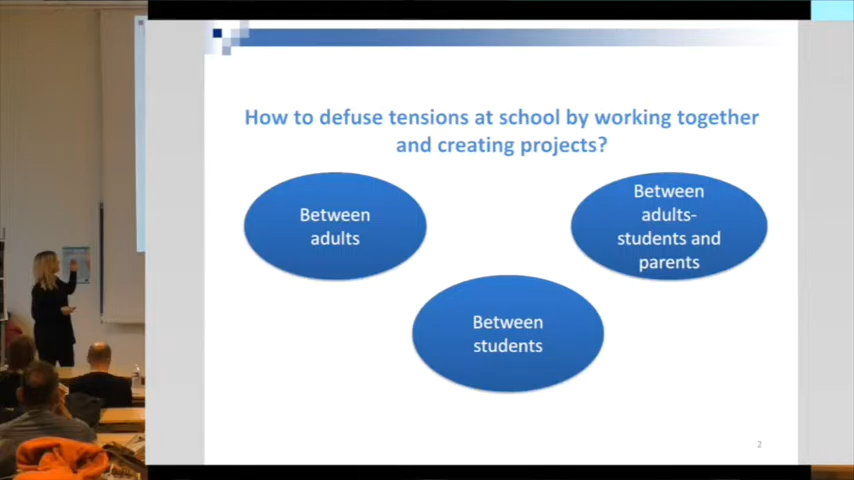 How to defuse tensions at school by working together
and creating projects?
Between
adults
Between
adults-
students and
parents
Between
students
2